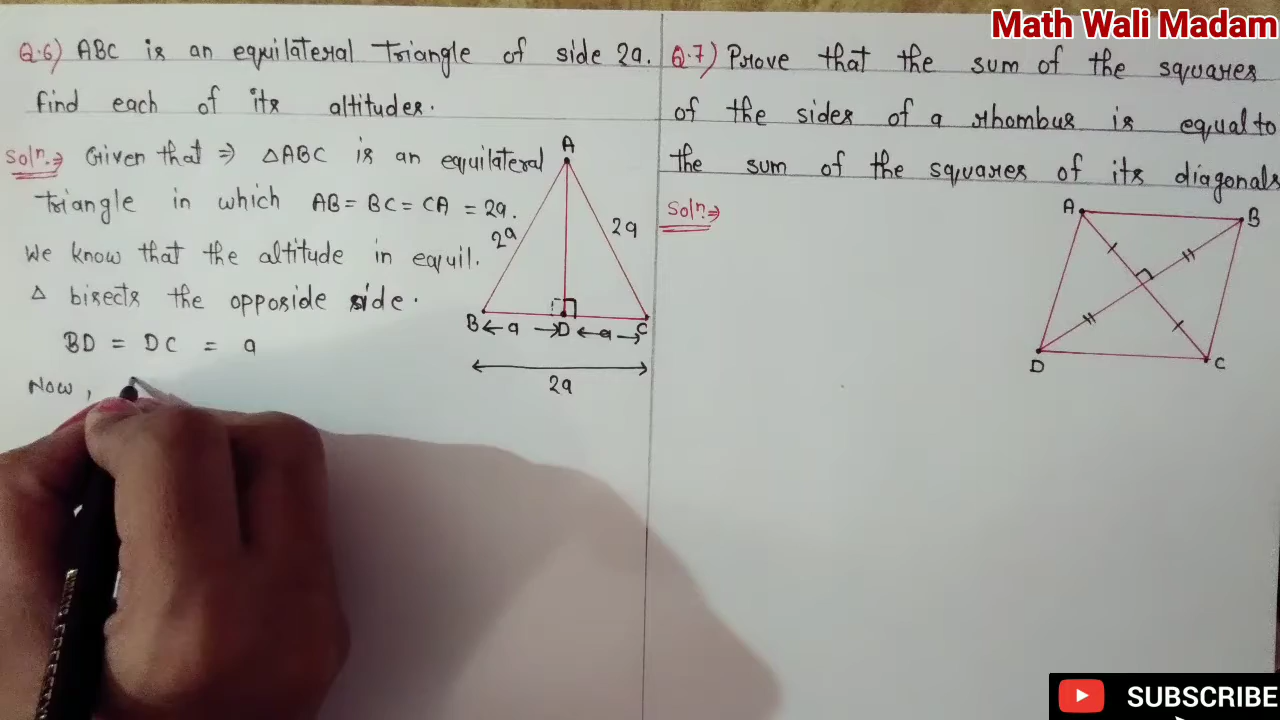 Math Wali Madam
Q.6) ABC is an equilateral Triangle of side 2a.
find each of its altitudes.
Soln.⇒ Given that ⇒ △ABC is an equilateral
Triangle in which AB = BC = CA = 2a.
We know that the altitude in equil.
△ bisects the opposide side.
BD = DC = a
Now,
A
2a
2a
B ← a → D ← a → C
2a
Q.7) Prove that the sum of the squares
of the sides of a rhombus is equal to
the sum of the squares of its diagonals
Soln.⇒
A
B
D
C
SUBSCRIBE